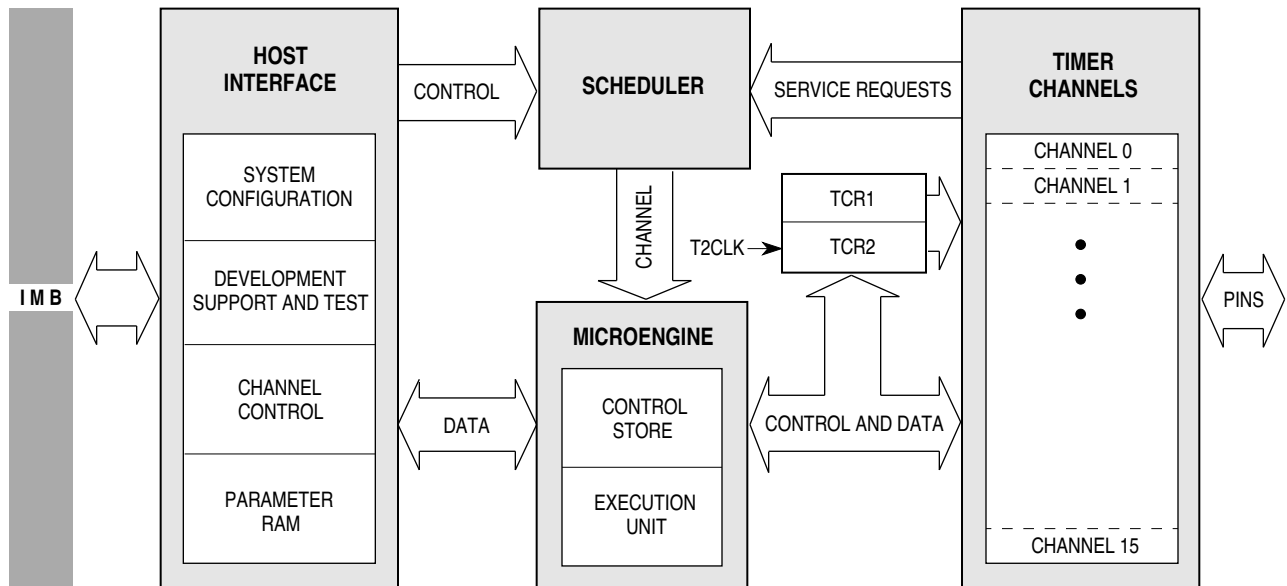 I M B
HOST
INTERFACE
SYSTEM
CONFIGURATION
DEVELOPMENT
SUPPORT AND TEST
CHANNEL
CONTROL
PARAMETER
RAM
CONTROL
DATA
SCHEDULER
CHANNEL
MICROENGINE
CONTROL
STORE
EXECUTION
UNIT
SERVICE REQUESTS
TCR1
T2CLK
TCR2
CONTROL AND DATA
TIMER
CHANNELS
CHANNEL 0
CHANNEL 1
CHANNEL 15
PINS